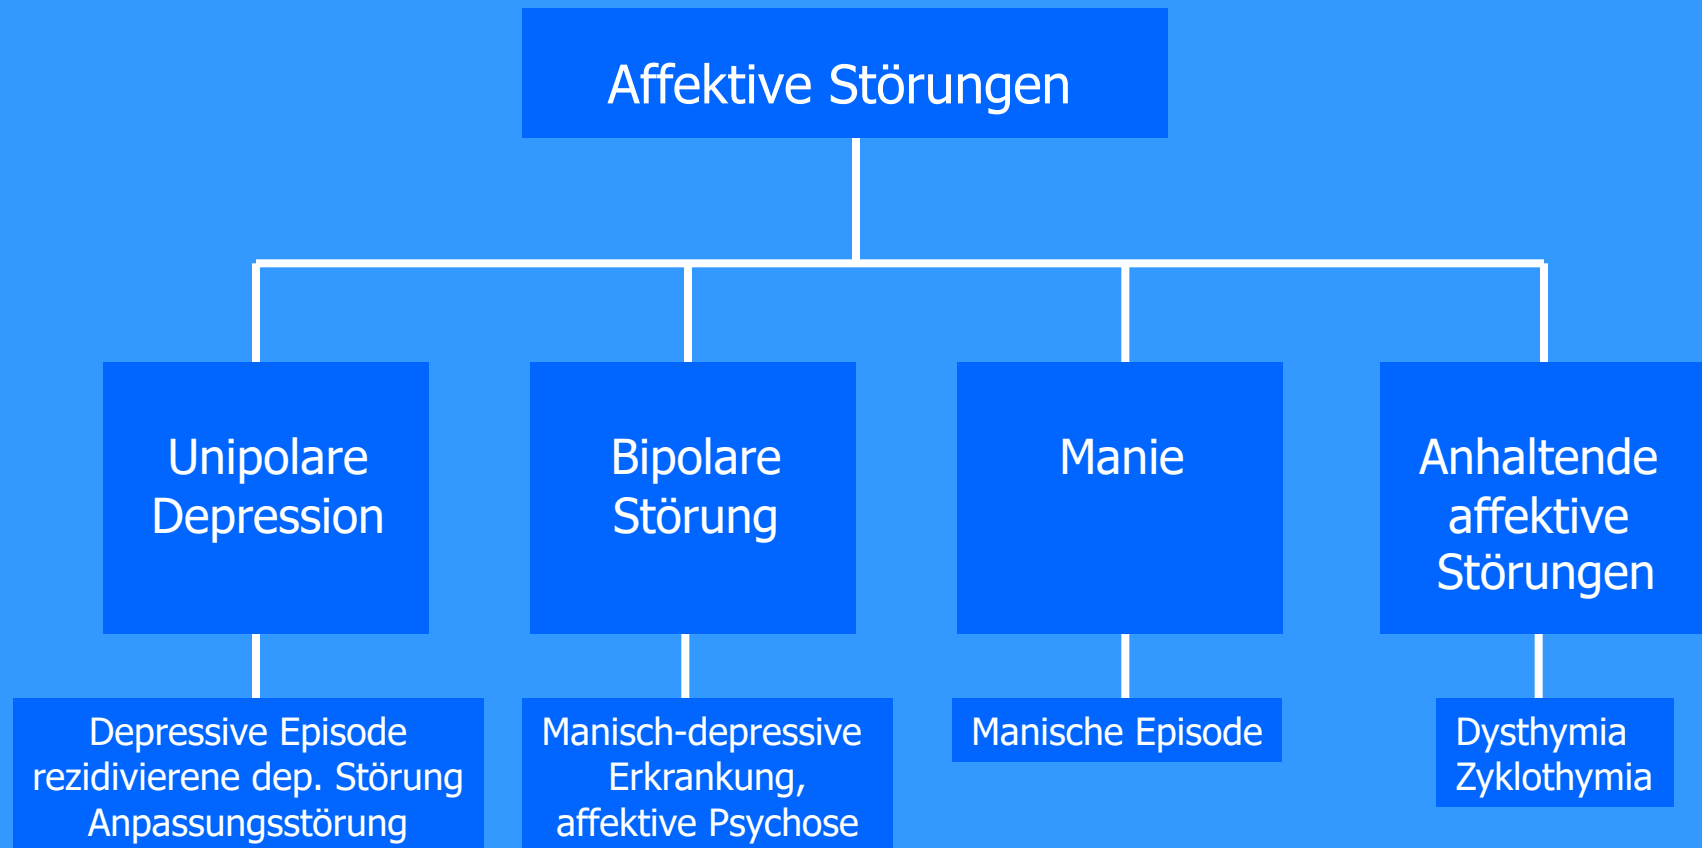 Affektive Störungen
Unipolare
Depression
Bipolare
Störung
Manie
Anhaltende
affektive
Störungen
Depressive Episode
rezidivierene dep. Störung
Anpassungsstörung
Manisch-depressive
Erkrankung,
affektive Psychose
Manische Episode
Dysthymia
Zyklothymia